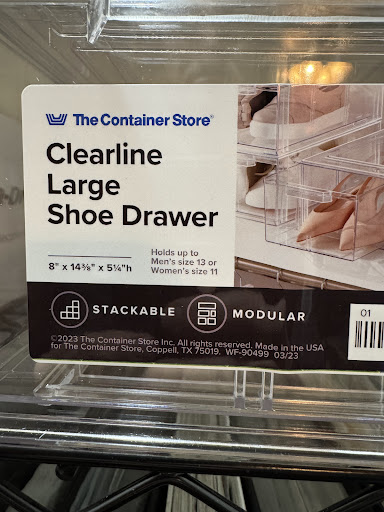 The Container Store®
Clearline
Large
Shoe Drawer
8" x 14⅜" x 5¼"h
Holds up to
Men's size 13 or
Women's size 11
STACKABLE
MODULAR
01
©2023 The Container Store Inc. All rights reserved. Made in the USA
for The Container Store, Coppell, TX 75019. WF-90499 03/23